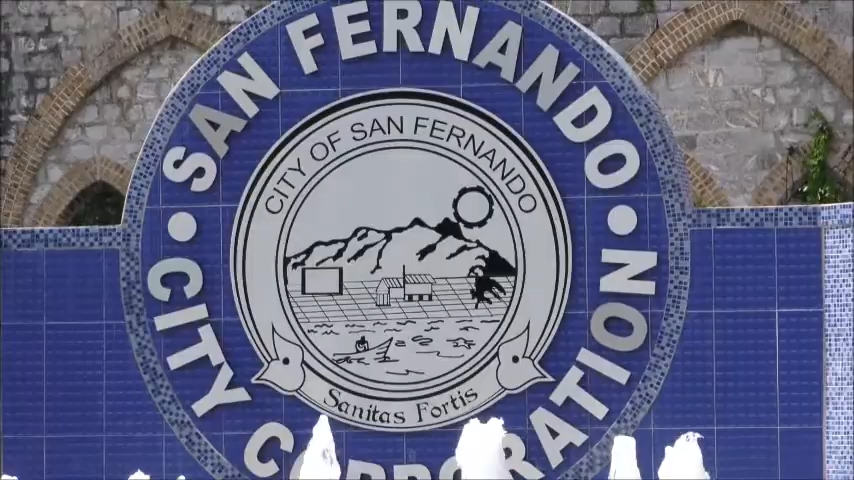 SAN FERNANDO
CITY CORPORATION
CITY OF SAN FERNANDO
Sanitas Fortis